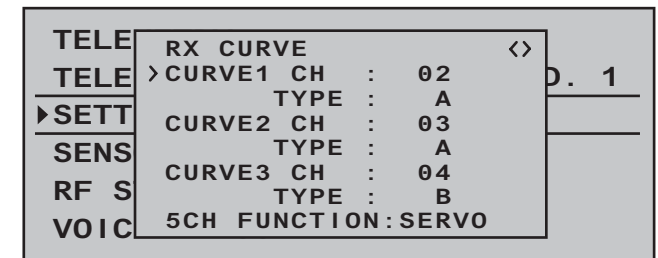 TELE
TELE D. 1
SETT
SENS
RF S
VOIC
RX CURVE <>
>CURVE1 CH : 02
TYPE : A
CURVE2 CH : 03
TYPE : A
CURVE3 CH : 04
TYPE : B
5CH FUNCTION:SERVO